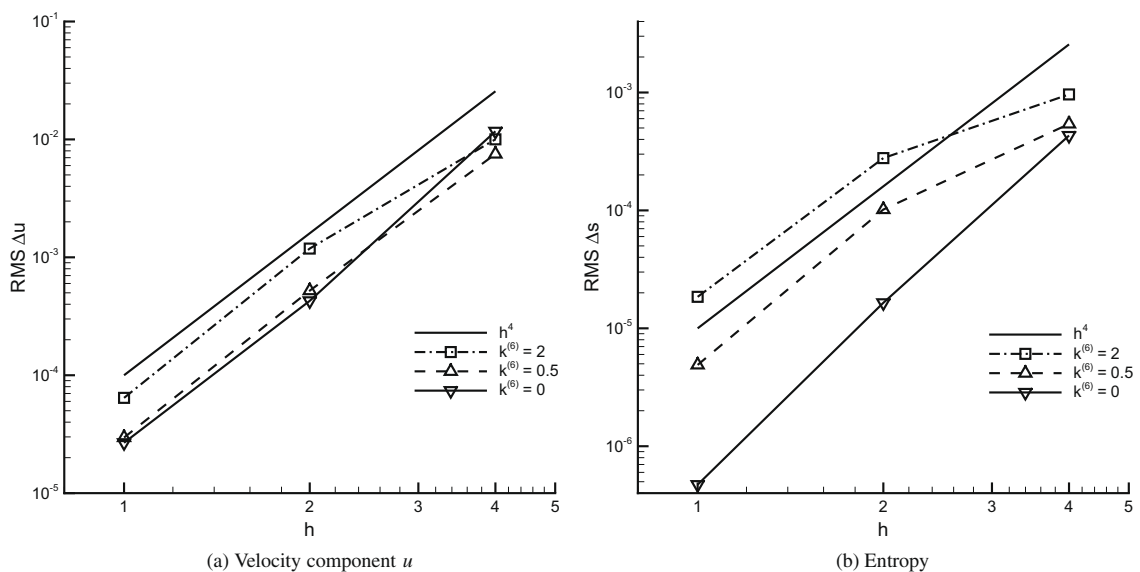 10^-1
10^-2
10^-3
10^-4
10^-5
RMS Δu
1
2
3
4
5
h
h^4
k^(6) = 2
k^(6) = 0.5
k^(6) = 0
(a) Velocity component u
10^-3
10^-4
10^-5
10^-6
RMS Δs
1
2
3
4
5
h
h^4
k^(6) = 2
k^(6) = 0.5
k^(6) = 0
(b) Entropy